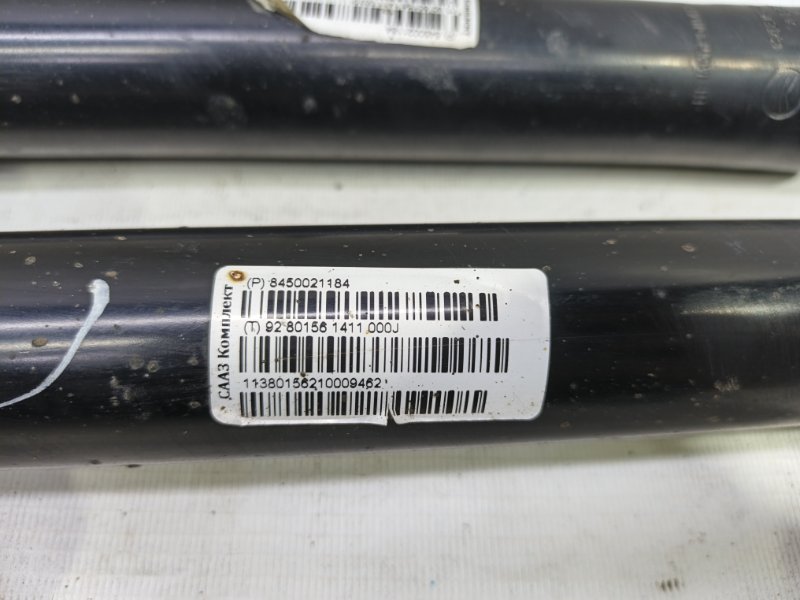 СААЗ Комплект
(P) 8450021184
(T) 92 80156 1411 000J
11380156210009462